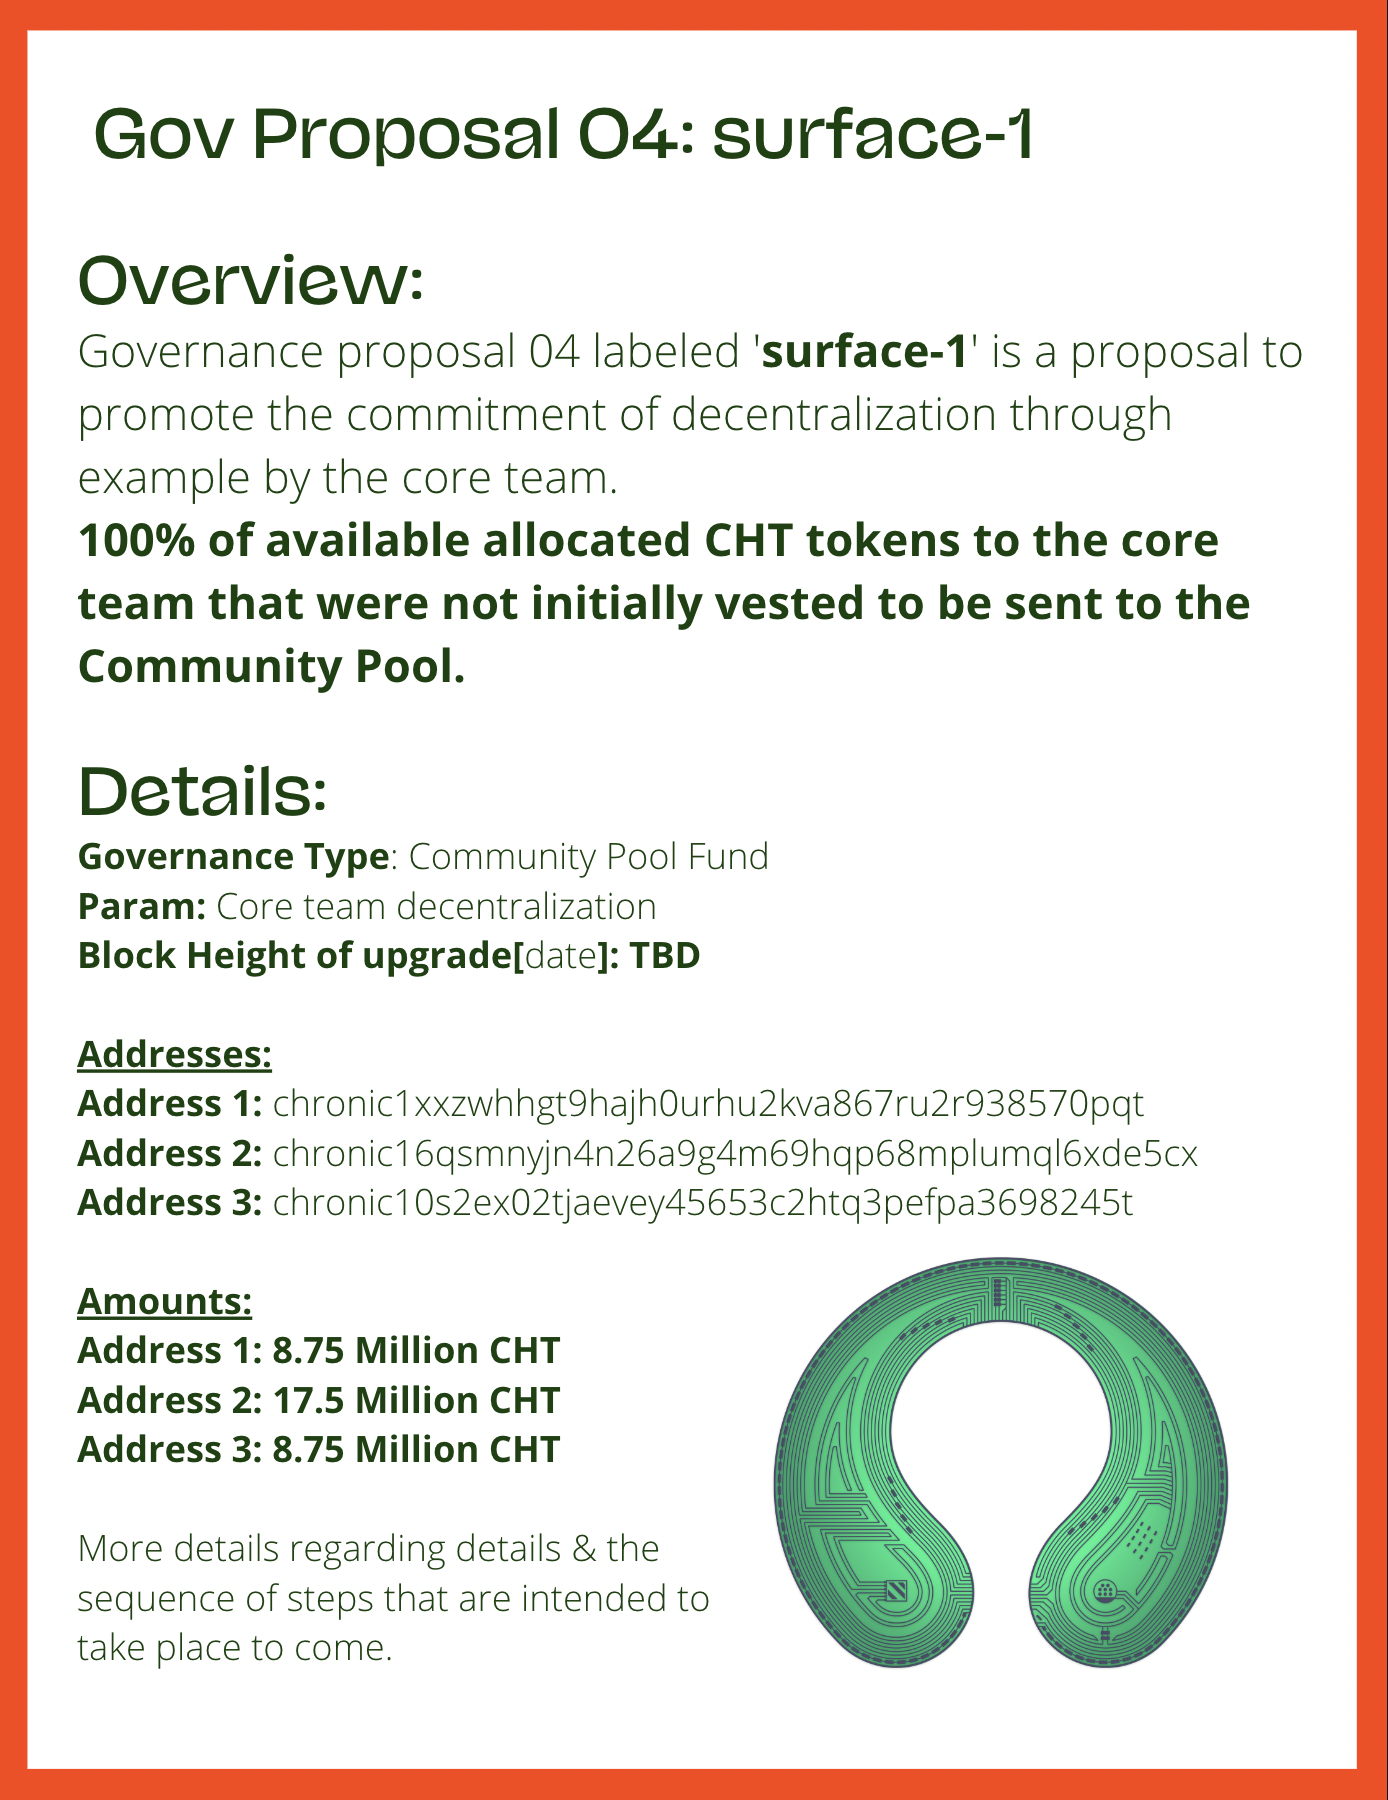 Gov Proposal 04: surface-1
Overview:
Governance proposal 04 labeled 'surface-1' is a proposal to
promote the commitment of decentralization through
example by the core team.
100% of available allocated CHT tokens to the core
team that were not initially vested to be sent to the
Community Pool.
Details:
Governance Type: Community Pool Fund
Param: Core team decentralization
Block Height of upgrade[date]: TBD
Addresses:
Address 1: chronic1xxzwhhgt9hajh0urhu2kva867ru2r938570pqt
Address 2: chronic16qsmnyjn4n26a9g4m69hqp68mplumql6xde5cx
Address 3: chronic10s2ex02tjaevey45653c2htq3pefpa3698245t
Amounts:
Address 1: 8.75 Million CHT
Address 2: 17.5 Million CHT
Address 3: 8.75 Million CHT
More details regarding details & the
sequence of steps that are intended to
take place to come.